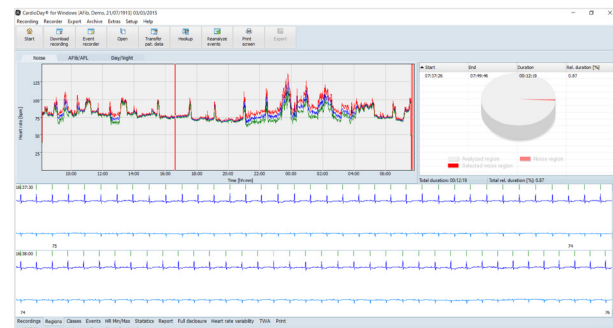 CardioDay® for Windows [AFib, Demo, 21/07/1913] 03/03/2015
Recording Recorder Export Archive Extras Setup Help
Start Download recording Event recorder Open Transfer pat. data Hookup Reanalyze events Print screen Export
Noise AFIB/AFL Day/Night
Heart rate [bpm]
125
100
75
50
25
10:00 12:00 14:00 16:00 18:00 20:00 22:00 00:00 02:00 04:00 06:00
Time [hh:mm]
Start End Duration Rel. duration [%]
07:37:26 07:49:46 00:12:19 0.87
Analyzed region Noise region
Selected noise region
Total duration: 00:12:19 Total rel. duration [%]: 0.87
16:37:30
75 74
16:38:00
74 76
Recordings Regions Classes Events HR Min/Max Statistics Report Full disclosure Heart rate variability TWA Print